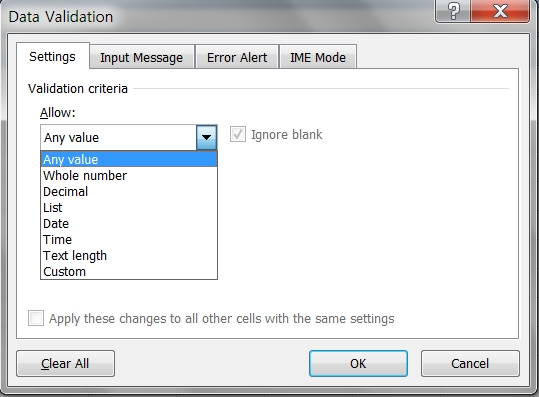 Data Validation
?
Settings
Input Message
Error Alert
IME Mode
Validation criteria
Allow:
Any value
Ignore blank
Any value
Whole number
Decimal
List
Date
Time
Text length
Custom
Apply these changes to all other cells with the same settings
Clear All
OK
Cancel